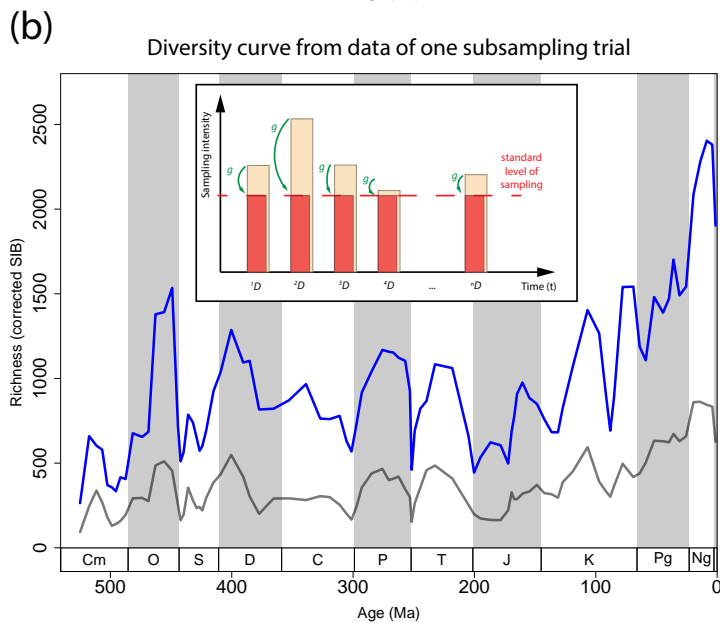 (b)
Diversity curve from data of one subsampling trial
Richness (corrected SIB)
0 500 1000 1500 2000 2500
Sampling intensity
g g g g g
standard
level of
sampling
¹D ²D ³D ⁴D ... ⁿD Time (t)
Cm O S D C P T J K Pg Ng
500 400 300 200 100 0
Age (Ma)